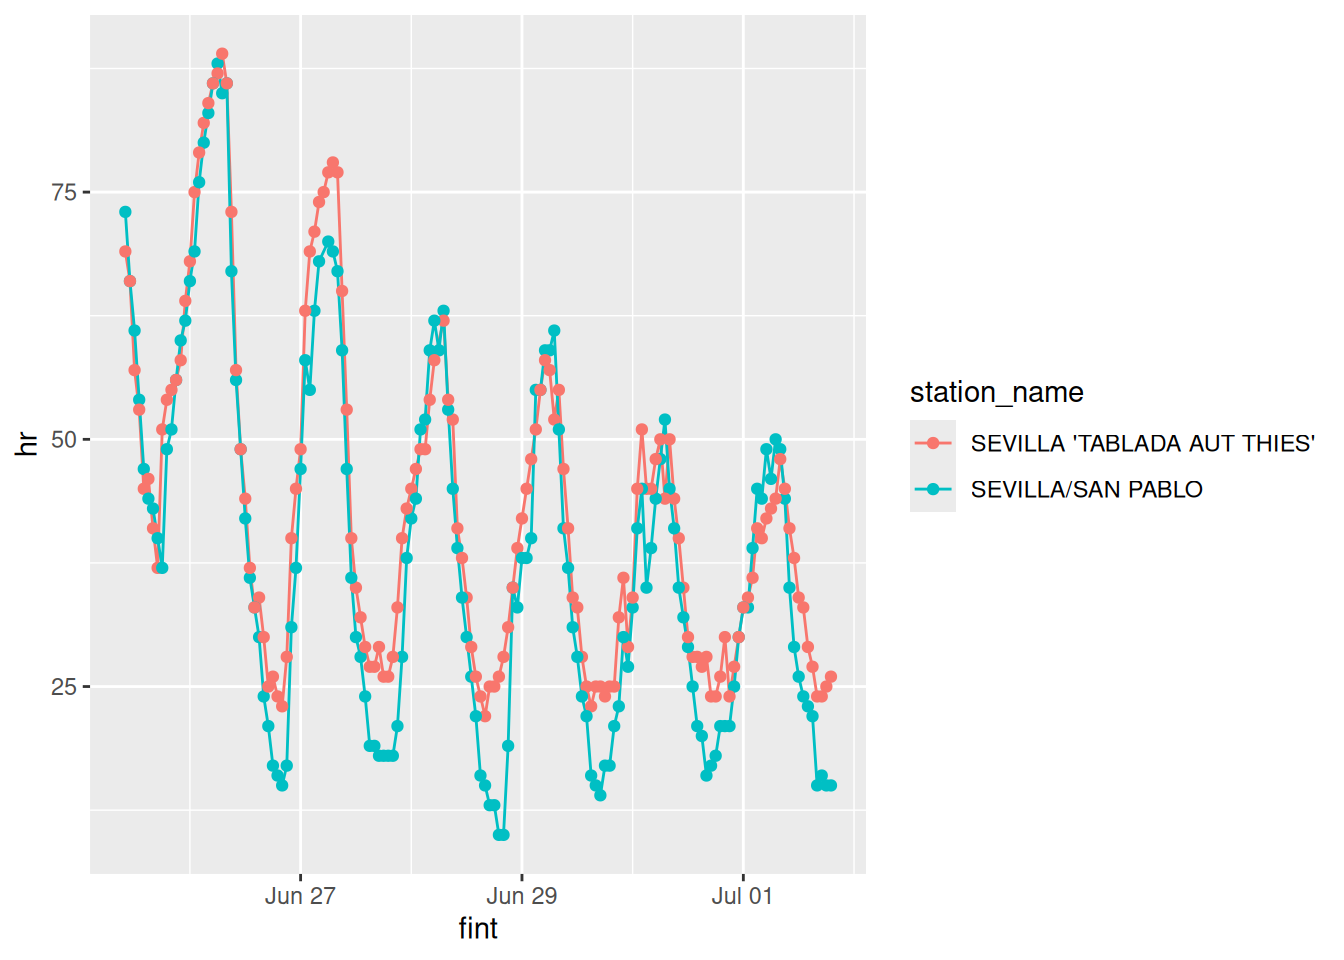 75
50
25
hr
Jun 27
Jun 29
Jul 01
fint
station_name
SEVILLA 'TABLADA AUT THIES'
SEVILLA/SAN PABLO